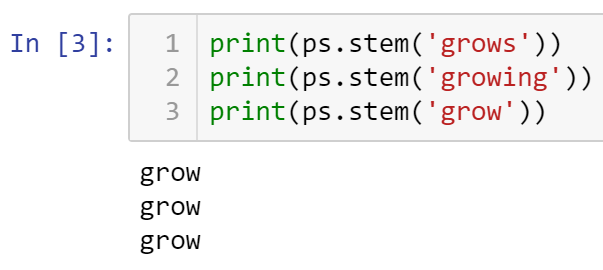 In [3]: 1 print(ps.stem('grows'))
2 print(ps.stem('growing'))
3 print(ps.stem('grow'))
grow
grow
grow